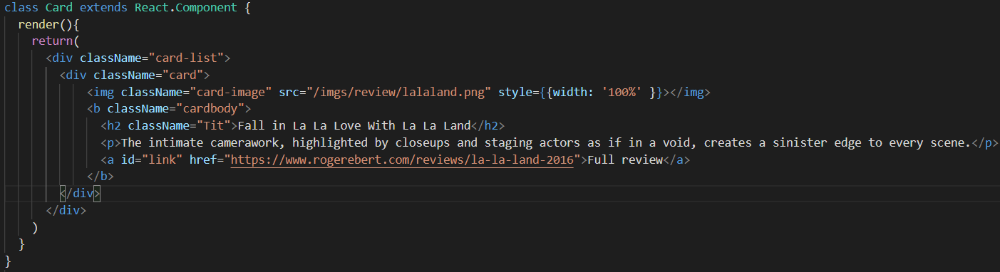 class Card extends React.Component {
  render(){
    return(
      <div className="card-list">
        <div className="card">
            <img className="card-image" src="/imgs/review/lalaland.png" style={{width: '100%' }}></img>
            <b className="cardbody">
              <h2 className="Tit">Fall in La La Love With La La Land</h2>
              <p>The intimate camerawork, highlighted by closeups and staging actors as if in a void, creates a sinister edge to every scene.</p>
              <a id="link" href="https://www.rogerebert.com/reviews/la-la-land-2016">Full review</a>
            </b>
        </div>
      </div>
    )
  }
}